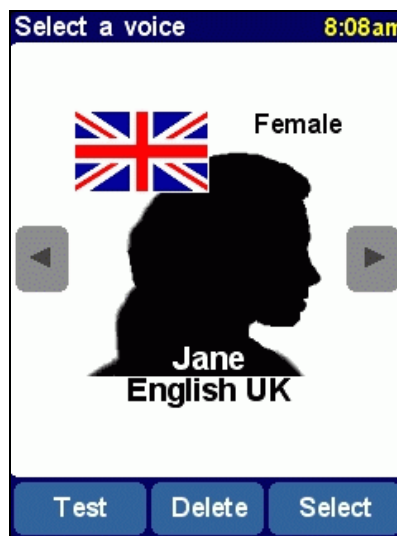 Select a voice 8:08am
Female
Jane
English UK
Test Delete Select